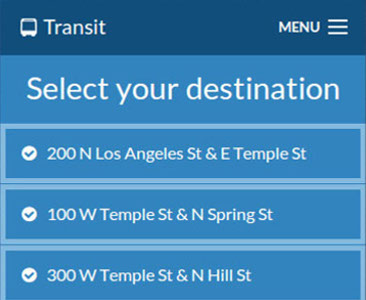 Transit
MENU
Select your destination
200 N Los Angeles St & E Temple St
100 W Temple St & N Spring St
300 W Temple St & N Hill St